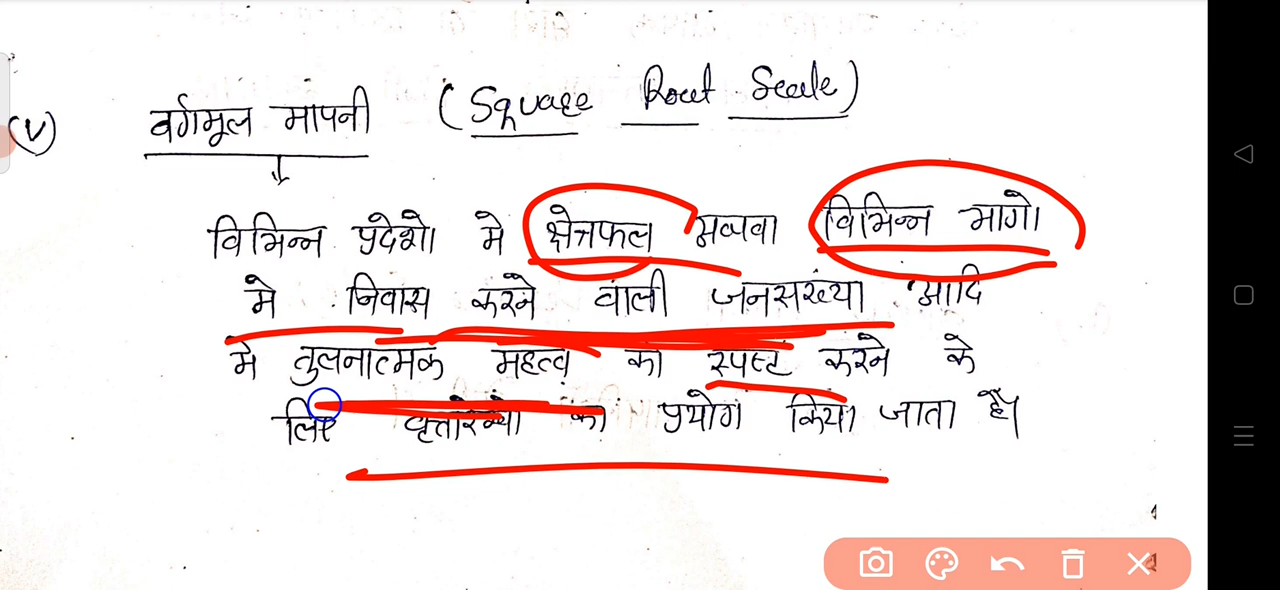 (v) वर्गमूल मापनी (Square Root Scale)
विभिन्न प्रदेशो मे क्षेत्रफल अथवा विभिन्न भागो
मे निवास करने वाली जनसंख्या आदि
मे तुलनात्मक महत्व का स्पष्ट करने के
लिए वृत्तारेखो का प्रयोग किया जाता है।